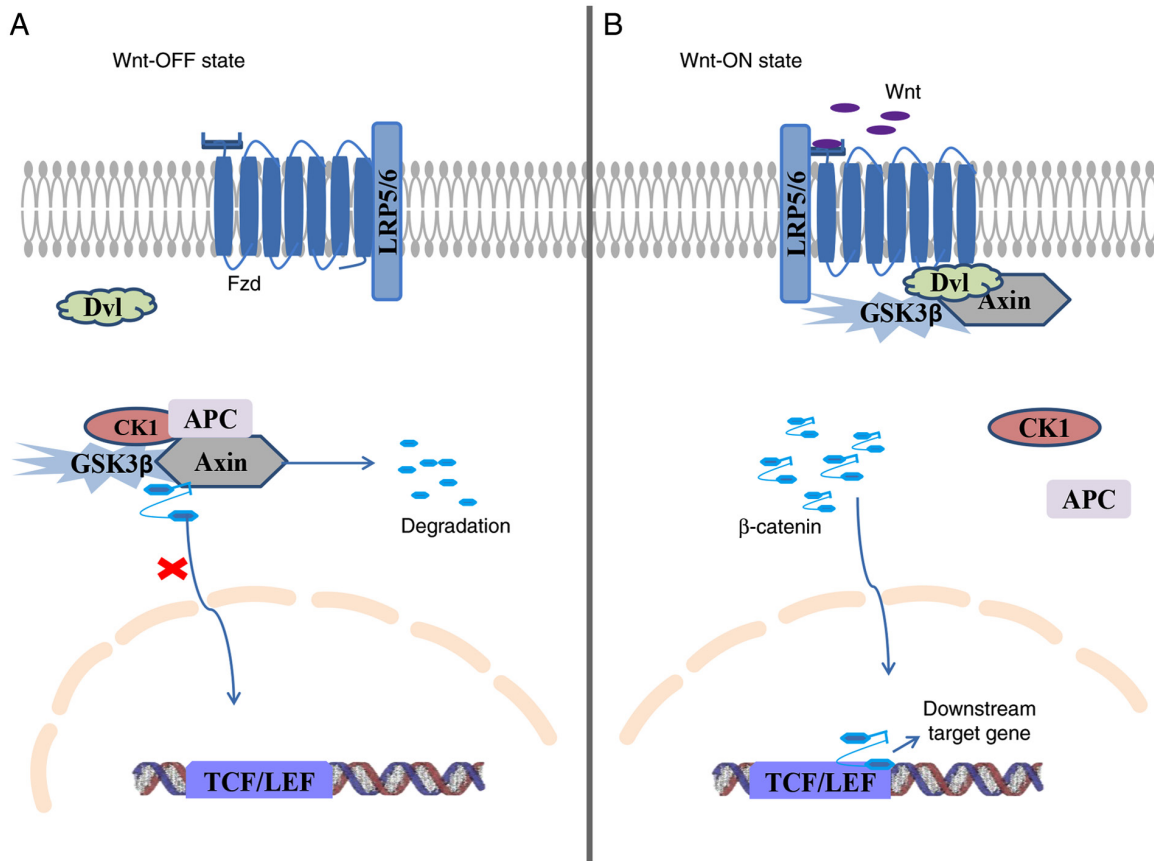 A
Wnt-OFF state
LRP5/6
Fzd
Dvl
CK1
APC
GSK3β
Axin
Degradation
TCF/LEF
B
Wnt-ON state
Wnt
LRP5/6
Dvl
GSK3β
Axin
CK1
APC
β-catenin
Downstream
target gene
TCF/LEF